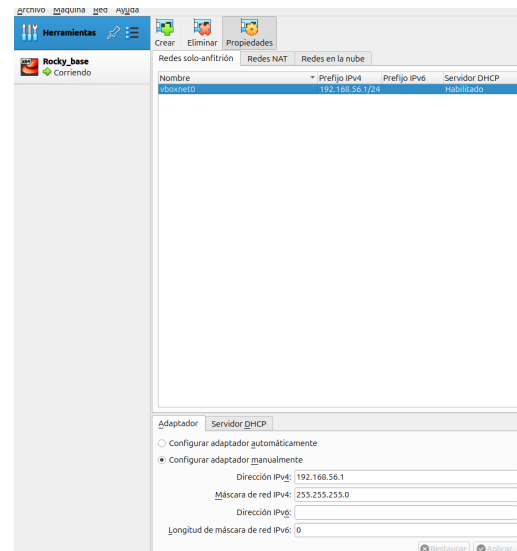 Archivo Máquina Red Ayuda
Herramientas
Crear Eliminar Propiedades
Rocky_base
Corriendo
Redes solo-anfitrión Redes NAT Redes en la nube
Nombre Prefijo IPv4 Prefijo IPv6 Servidor DHCP
vboxnet0 192.168.56.1/24 Habilitado
Adaptador Servidor DHCP
Configurar adaptador automáticamente
Configurar adaptador manualmente
Dirección IPv4: 192.168.56.1
Máscara de red IPv4: 255.255.255.0
Dirección IPv6:
Longitud de máscara de red IPv6: 0
Restaurar Aplicar